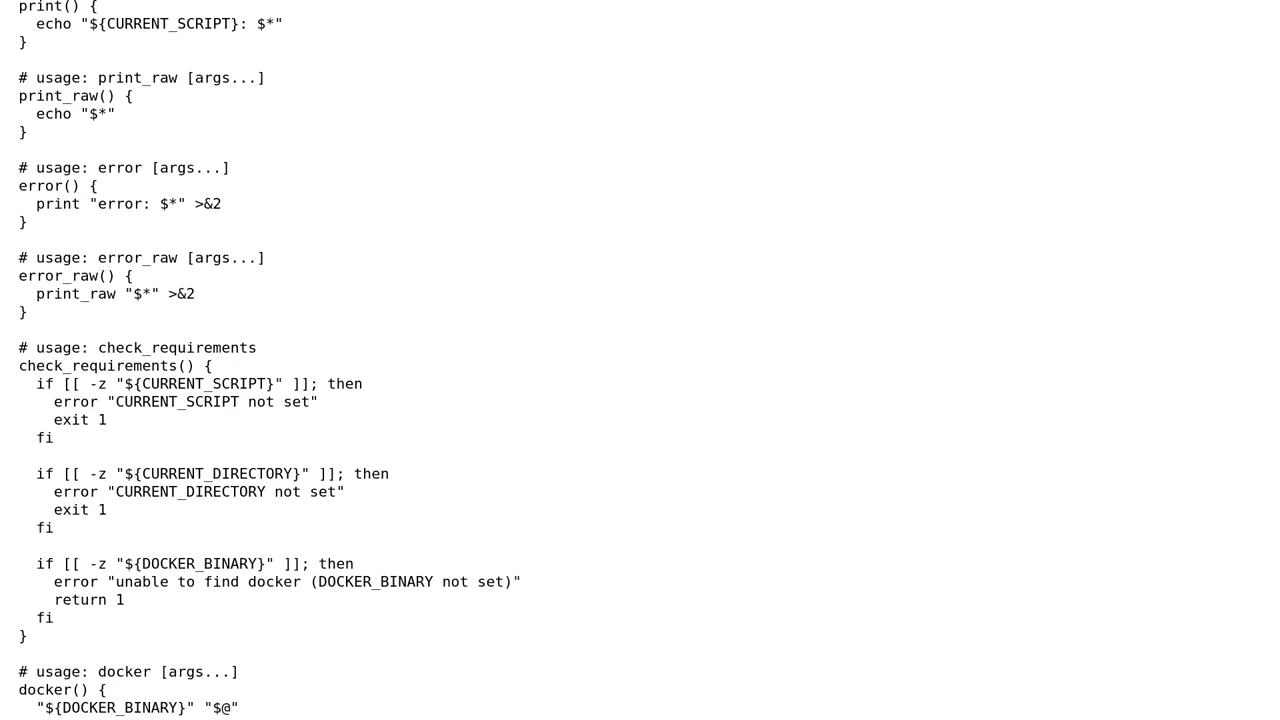 print() {
  echo "${CURRENT_SCRIPT}: $*"
}

# usage: print_raw [args...]
print_raw() {
  echo "$*"
}

# usage: error [args...]
error() {
  print "error: $*" >&2
}

# usage: error_raw [args...]
error_raw() {
  print_raw "$*" >&2
}

# usage: check_requirements
check_requirements() {
  if [[ -z "${CURRENT_SCRIPT}" ]]; then
    error "CURRENT_SCRIPT not set"
    exit 1
  fi

  if [[ -z "${CURRENT_DIRECTORY}" ]]; then
    error "CURRENT_DIRECTORY not set"
    exit 1
  fi

  if [[ -z "${DOCKER_BINARY}" ]]; then
    error "unable to find docker (DOCKER_BINARY not set)"
    return 1
  fi
}

# usage: docker [args...]
docker() {
  "${DOCKER_BINARY}" "$@"